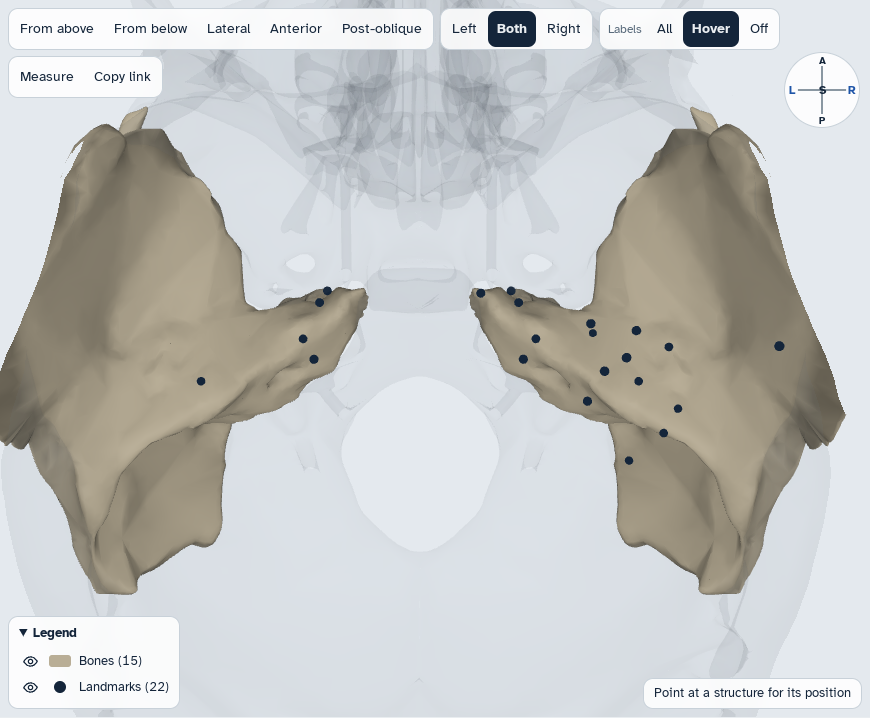 From above From below Lateral Anterior Post-oblique Left Both Right Labels All Hover Off
Measure Copy link
A
L S R
P
▼ Legend
Bones (15)
Landmarks (22)
Point at a structure for its position